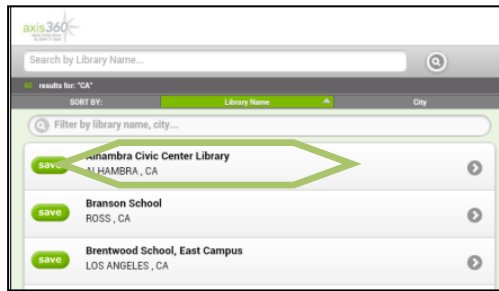 axis360
Search by Library Name...
40 results for: "CA"
SORT BY: Library Name City
Filter by library name, city...
save Alhambra Civic Center Library
ALHAMBRA , CA
save Branson School
ROSS , CA
save Brentwood School, East Campus
LOS ANGELES , CA